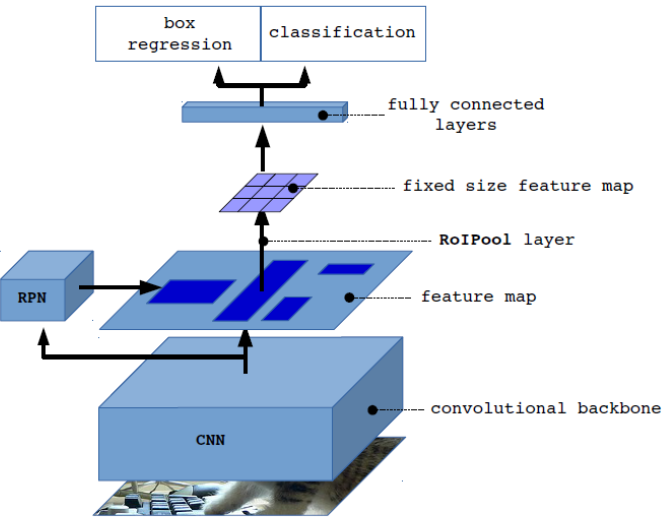 box
regression
classification
fully connected
layers
fixed size feature map
RoIPool layer
RPN
feature map
convolutional backbone
CNN